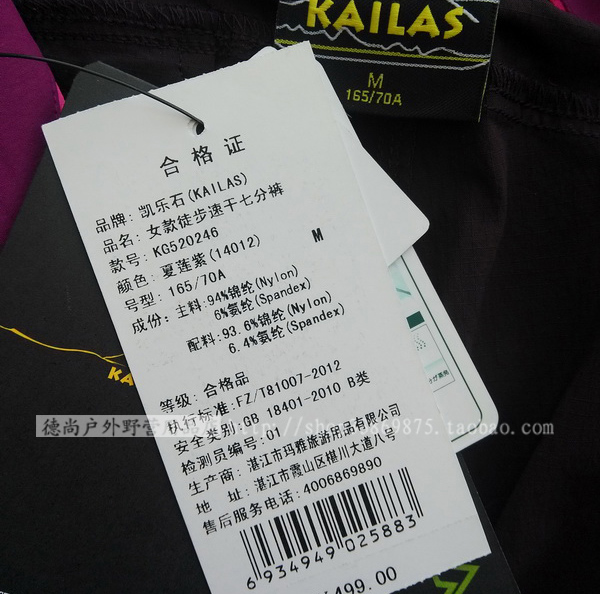 KAILAS
M
165/70A
合格证
品牌: 凯乐石(KAILAS)
品名: 女款徒步速干七分裤
款号: KG520246
颜色: 夏莲紫(14012) M
号型: 165/70A
成份: 主料:94%锦纶(Nylon)
6%氨纶(Spandex)
配料:93.6%锦纶(Nylon)
6.4%氨纶(Spandex)
等级: 合格品
执行标准: FZ/T81007-2012
安全类别: GB 18401-2010 B类
检测员编号: 01
生产商: 湛江市玛雅旅游用品有限公司
地 址: 湛江市霞山区椹川大道八号
售后服务电话: 4006869890
6 934949 025883
499.00
KA